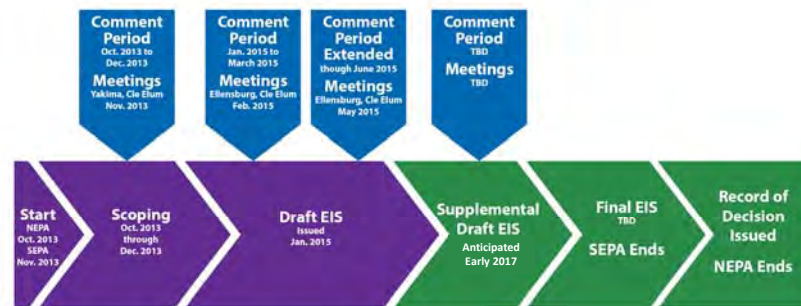 Comment
Period
Oct. 2013 to
Dec. 2013
Meetings
Yakima, Cle Elum
Nov. 2013
Comment
Period
Jan. 2015 to
March 2015
Meetings
Ellensburg, Cle Elum
Feb. 2015
Comment
Period
Extended
though June 2015
Meetings
Ellensburg, Cle Elum
May 2015
Comment
Period
TBD
Meetings
TBD
Start
NEPA
Oct. 2013
SEPA
Nov. 2013
Scoping
Oct. 2013
through
Dec. 2013
Draft EIS
Issued
Jan. 2015
Supplemental
Draft EIS
Anticipated
Early 2017
Final EIS
TBD
SEPA Ends
Record of
Decision
Issued
NEPA Ends